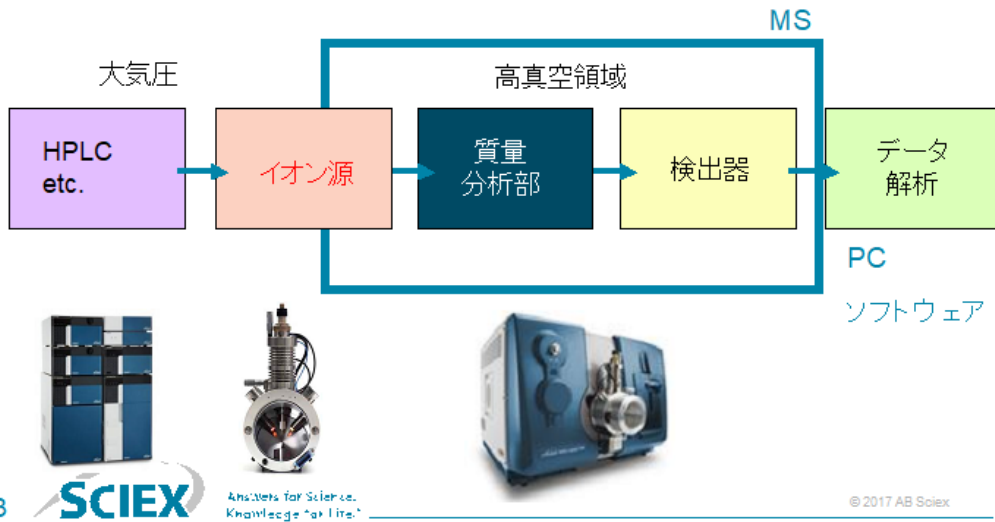 MS
大気圧
高真空領域
HPLC
etc.
イオン源
質量
分析部
検出器
データ
解析
PC
ソフトウェア
3
SCIEX
Answers for Science.
Knowledge for Life.™
© 2017 AB Sciex